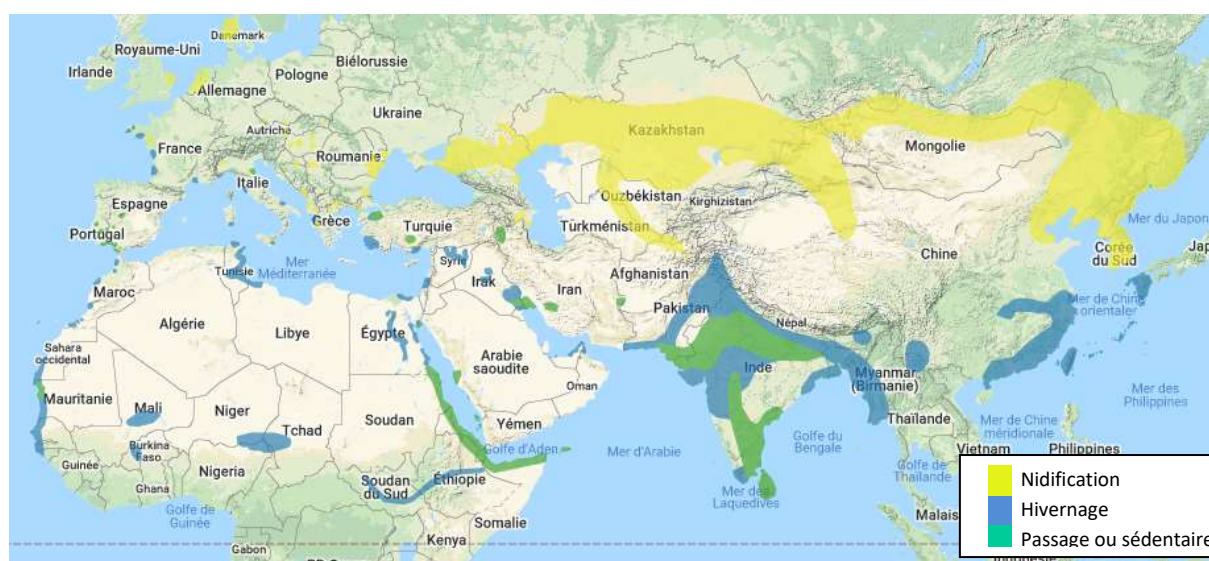 Danemark
Royaume-Uni
Biélorussie
Irlande
Pologne
Allemagne
Ukraine
Kazakhstan
Autriche
France
Roumanie
Mongolie
Italie
Ouzbékistan
Kirghizistan
Espagne
Grèce
Turquie
Türkménistan
Mer du Japon
Portugal
Chine
Corée
du Sud
Jap
Mer
Méditerranée
Syrie
Tunisie
Irak
Iran
Afghanistan
Maroc
Pakistan
Mer de Chine
orientale
Algérie
Libye
Égypte
Népal
Sahara
occidental
Arabie
saoudite
Inde
Myanmar
(Birmanie)
Oman
Mauritanie
Mali
Niger
Soudan
Mer des
Philippines
Tchad
Yémen
Thaïlande
Mer de Chine
méridionale
Burkina
Faso
Golfe d'Aden
Mer d'Arabie
Golfe du
Bengale
Vietnam
Philippines
Guinée
Nigeria
Soudan
du Sud
Éthiopie
Golfe de
Thaïlande
Ghana
Mer des
Laquedives
Golfe de
Guinée
Somalie
Malais
Gabon
Kenya
Nidification
Hivernage
Passage ou sédentaire